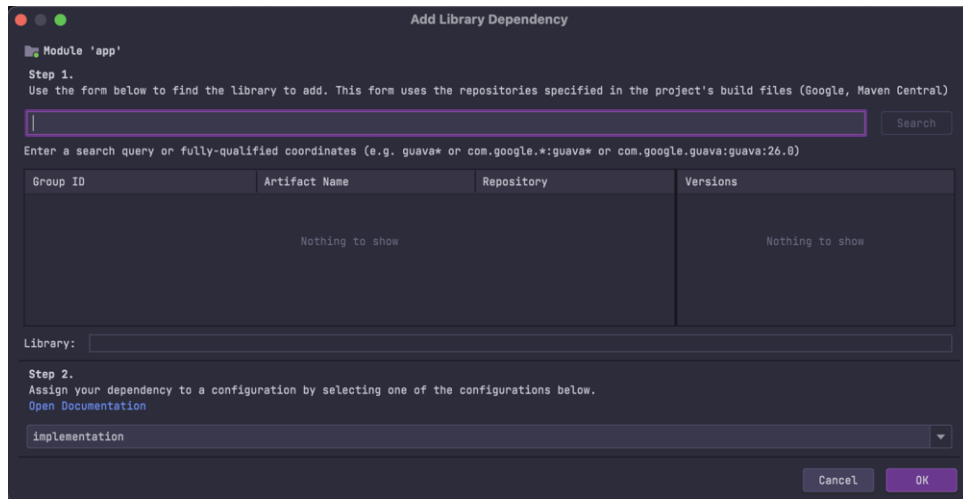 Add Library Dependency
Module 'app'
Step 1.
Use the form below to find the library to add. This form uses the repositories specified in the project's build files (Google, Maven Central)
Search
Enter a search query or fully-qualified coordinates (e.g. guava* or com.google.*:guava* or com.google.guava:guava:26.0)
Group ID Artifact Name Repository Versions
Nothing to show Nothing to show
Library:
Step 2.
Assign your dependency to a configuration by selecting one of the configurations below.
Open Documentation
implementation
Cancel OK